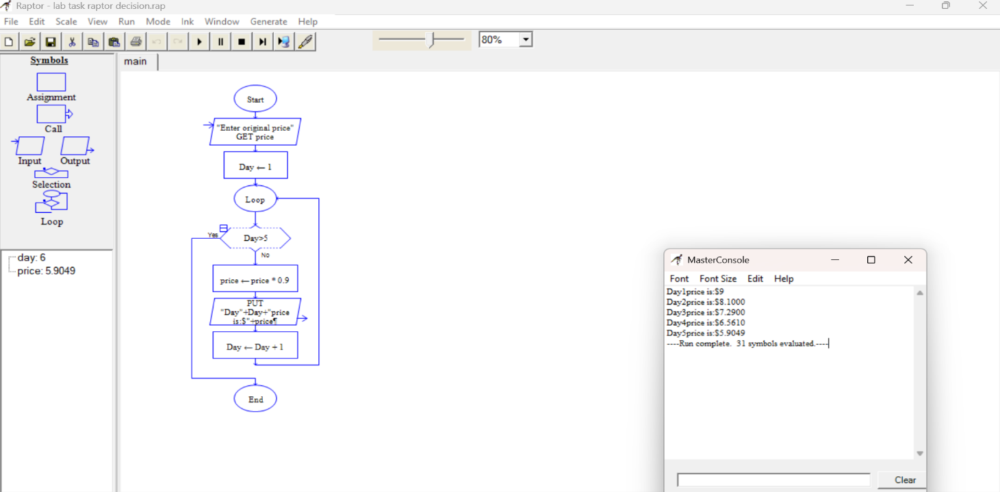 Raptor - lab task raptor decision.rap
File Edit Scale View Run Mode Ink Window Generate Help
80%
Symbols
Assignment
Call
Input Output
Selection
Loop
day: 6
price: 5.9049
main
Start
"Enter original price"
GET price
Day ← 1
Loop
Yes
Day>5
No
price ← price * 0.9
PUT
"Day"+Day+"price
is:$"+price¶
Day ← Day + 1
End
MasterConsole
Font Font Size Edit Help
Day1price is:$9
Day2price is:$8.1000
Day3price is:$7.2900
Day4price is:$6.5610
Day5price is:$5.9049
----Run complete. 31 symbols evaluated.----
Clear